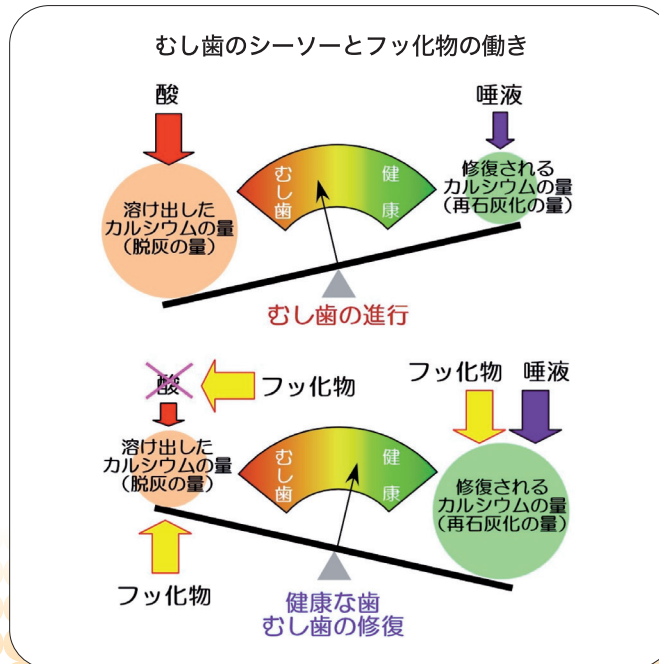 むし歯のシーソーとフッ化物の働き
酸
唾液
むし歯
健康
溶け出した
カルシウムの量
(脱灰の量)
修復される
カルシウムの量
(再石灰化の量)
むし歯の進行
酸
フッ化物
フッ化物
唾液
むし歯
健康
溶け出した
カルシウムの量
(脱灰の量)
修復される
カルシウムの量
(再石灰化の量)
フッ化物
健康な歯
むし歯の修復